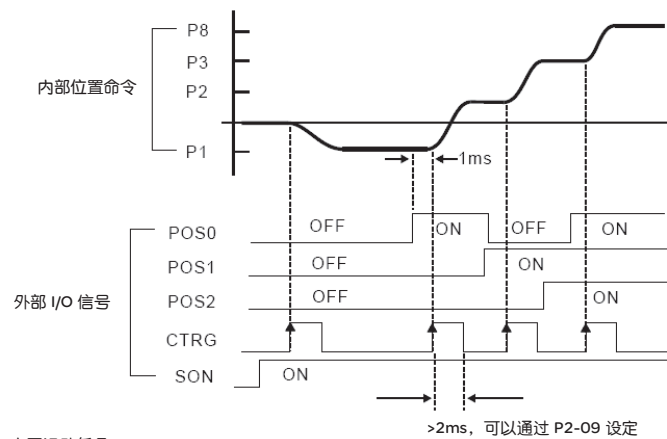 P8
P3
内部位置命令
P2
P1
1ms
POS0 OFF ON OFF ON
POS1 OFF ON
外部 I/O 信号
POS2 OFF ON
CTRG
SON ON
>2ms，可以通过 P2-09 设定